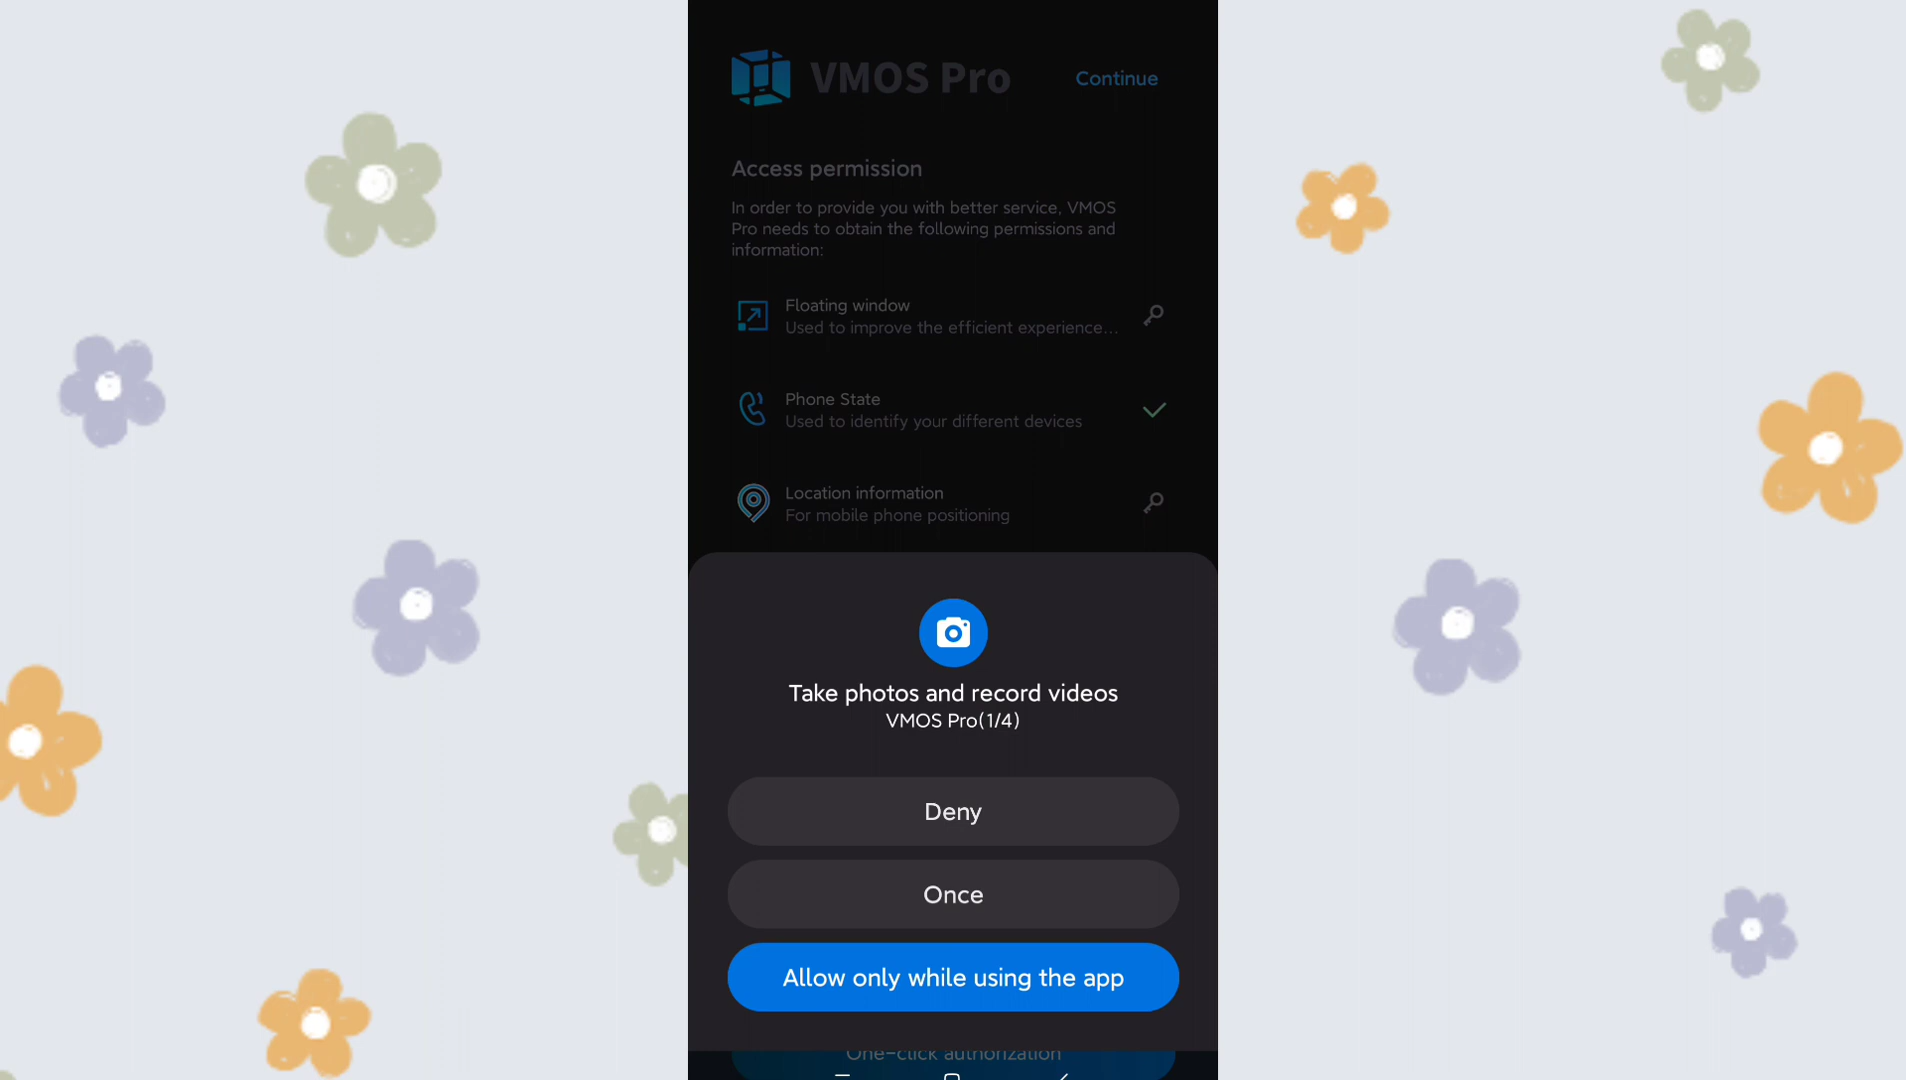 VMOS Pro
Continue
Access permission
In order to provide you with better service, VMOS
Pro needs to obtain the following permissions and
information:
Floating window
Used to improve the efficient experience...
Phone State
Used to identify your different devices
Location information
For mobile phone positioning
Take photos and record videos
VMOS Pro(1/4)
Deny
Once
Allow only while using the app
One-click authorization